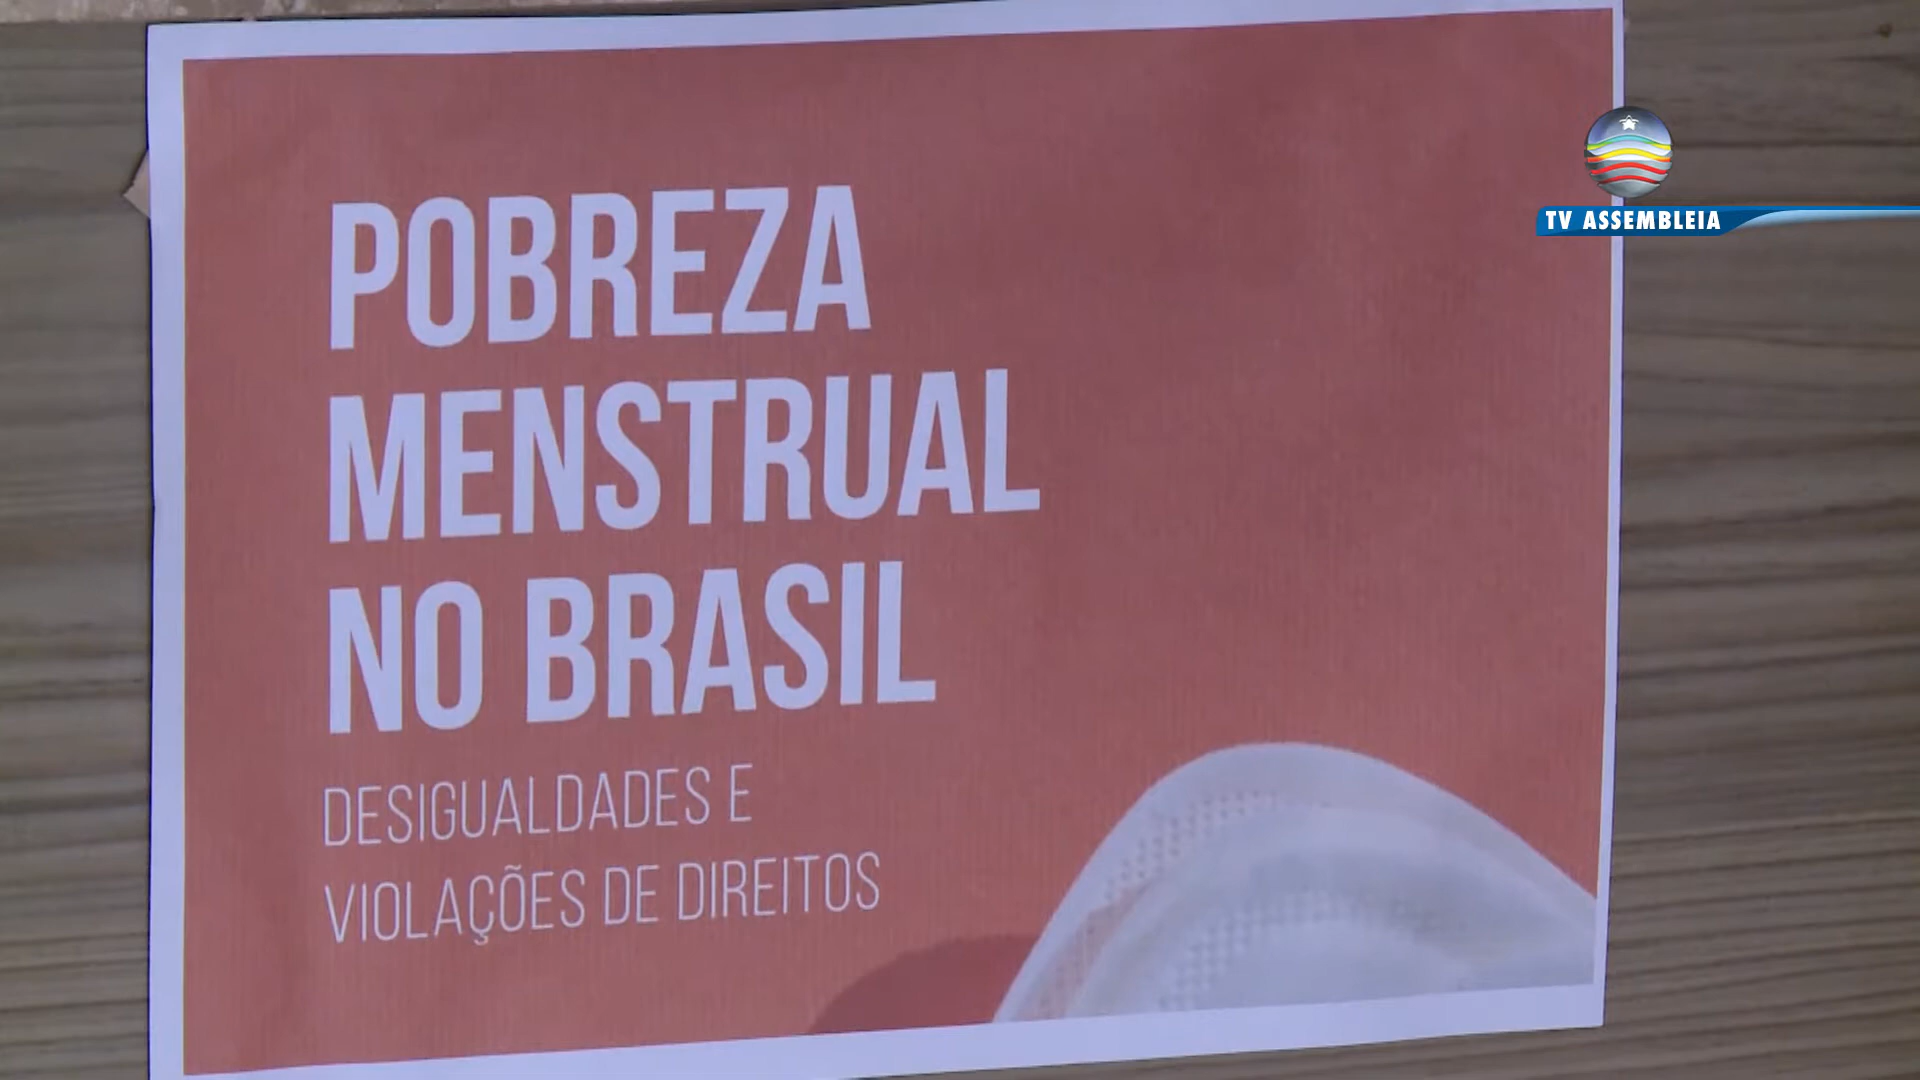 POBREZA
MENSTRUAL
NO BRASIL
DESIGUALDADES E
VIOLAÇÕES DE DIREITOS
TV ASSEMBLEIA